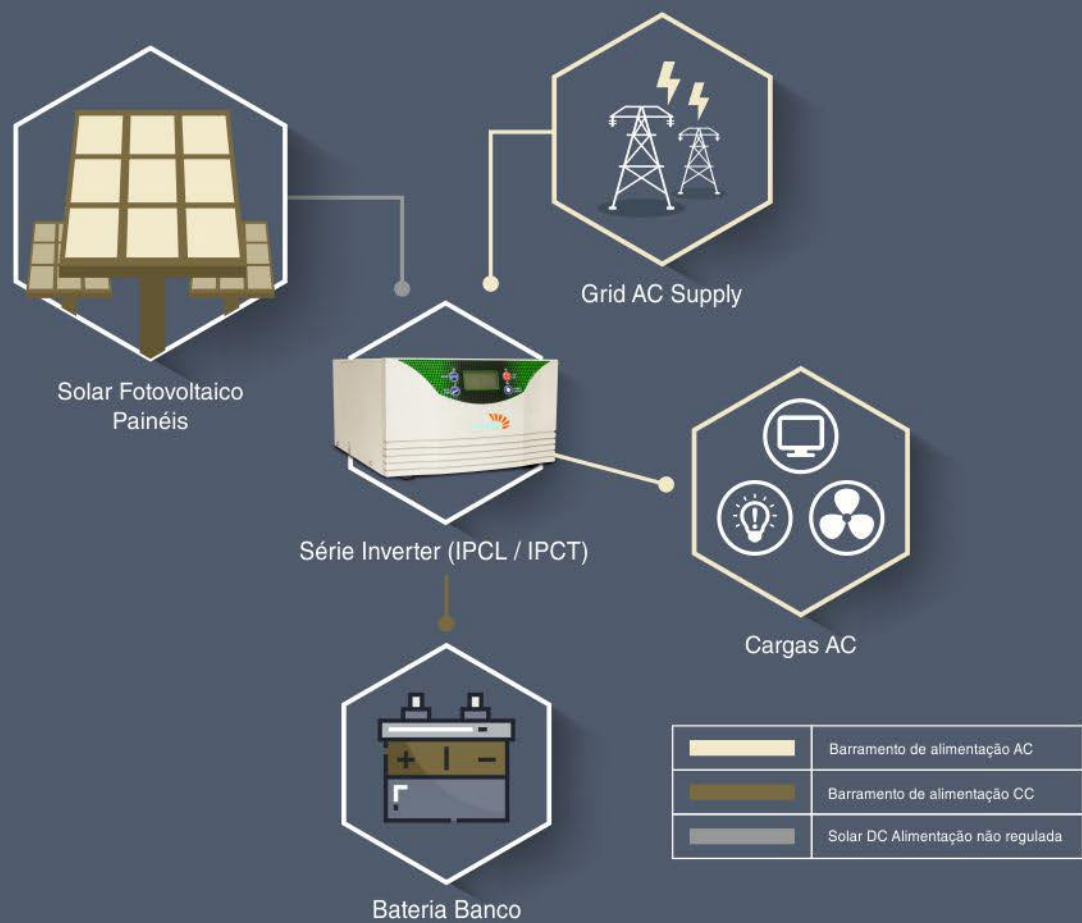 Grid AC Supply
Solar Fotovoltaico
Painéis
Série Inverter (IPCL / IPCT)
Cargas AC
Barramento de alimentação AC
Barramento de alimentação CC
Solar DC Alimentação não regulada
Bateria Banco